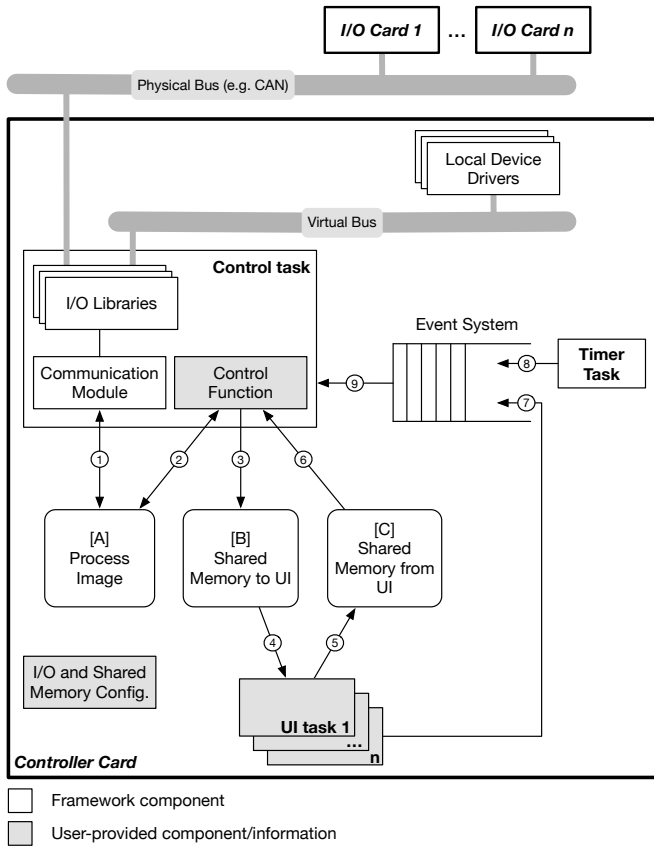 I/O Card 1
...
I/O Card n
Physical Bus (e.g. CAN)
Local Device
Drivers
Virtual Bus
Control task
I/O Libraries
Event System
Communication
Module
Control
Function
9
8
Timer
Task
7
1
2
3
6
[A]
Process
Image
[B]
Shared
Memory to UI
[C]
Shared
Memory from
UI
4
5
I/O and Shared
Memory Config.
UI task 1
...
n
Controller Card
Framework component
User-provided component/information